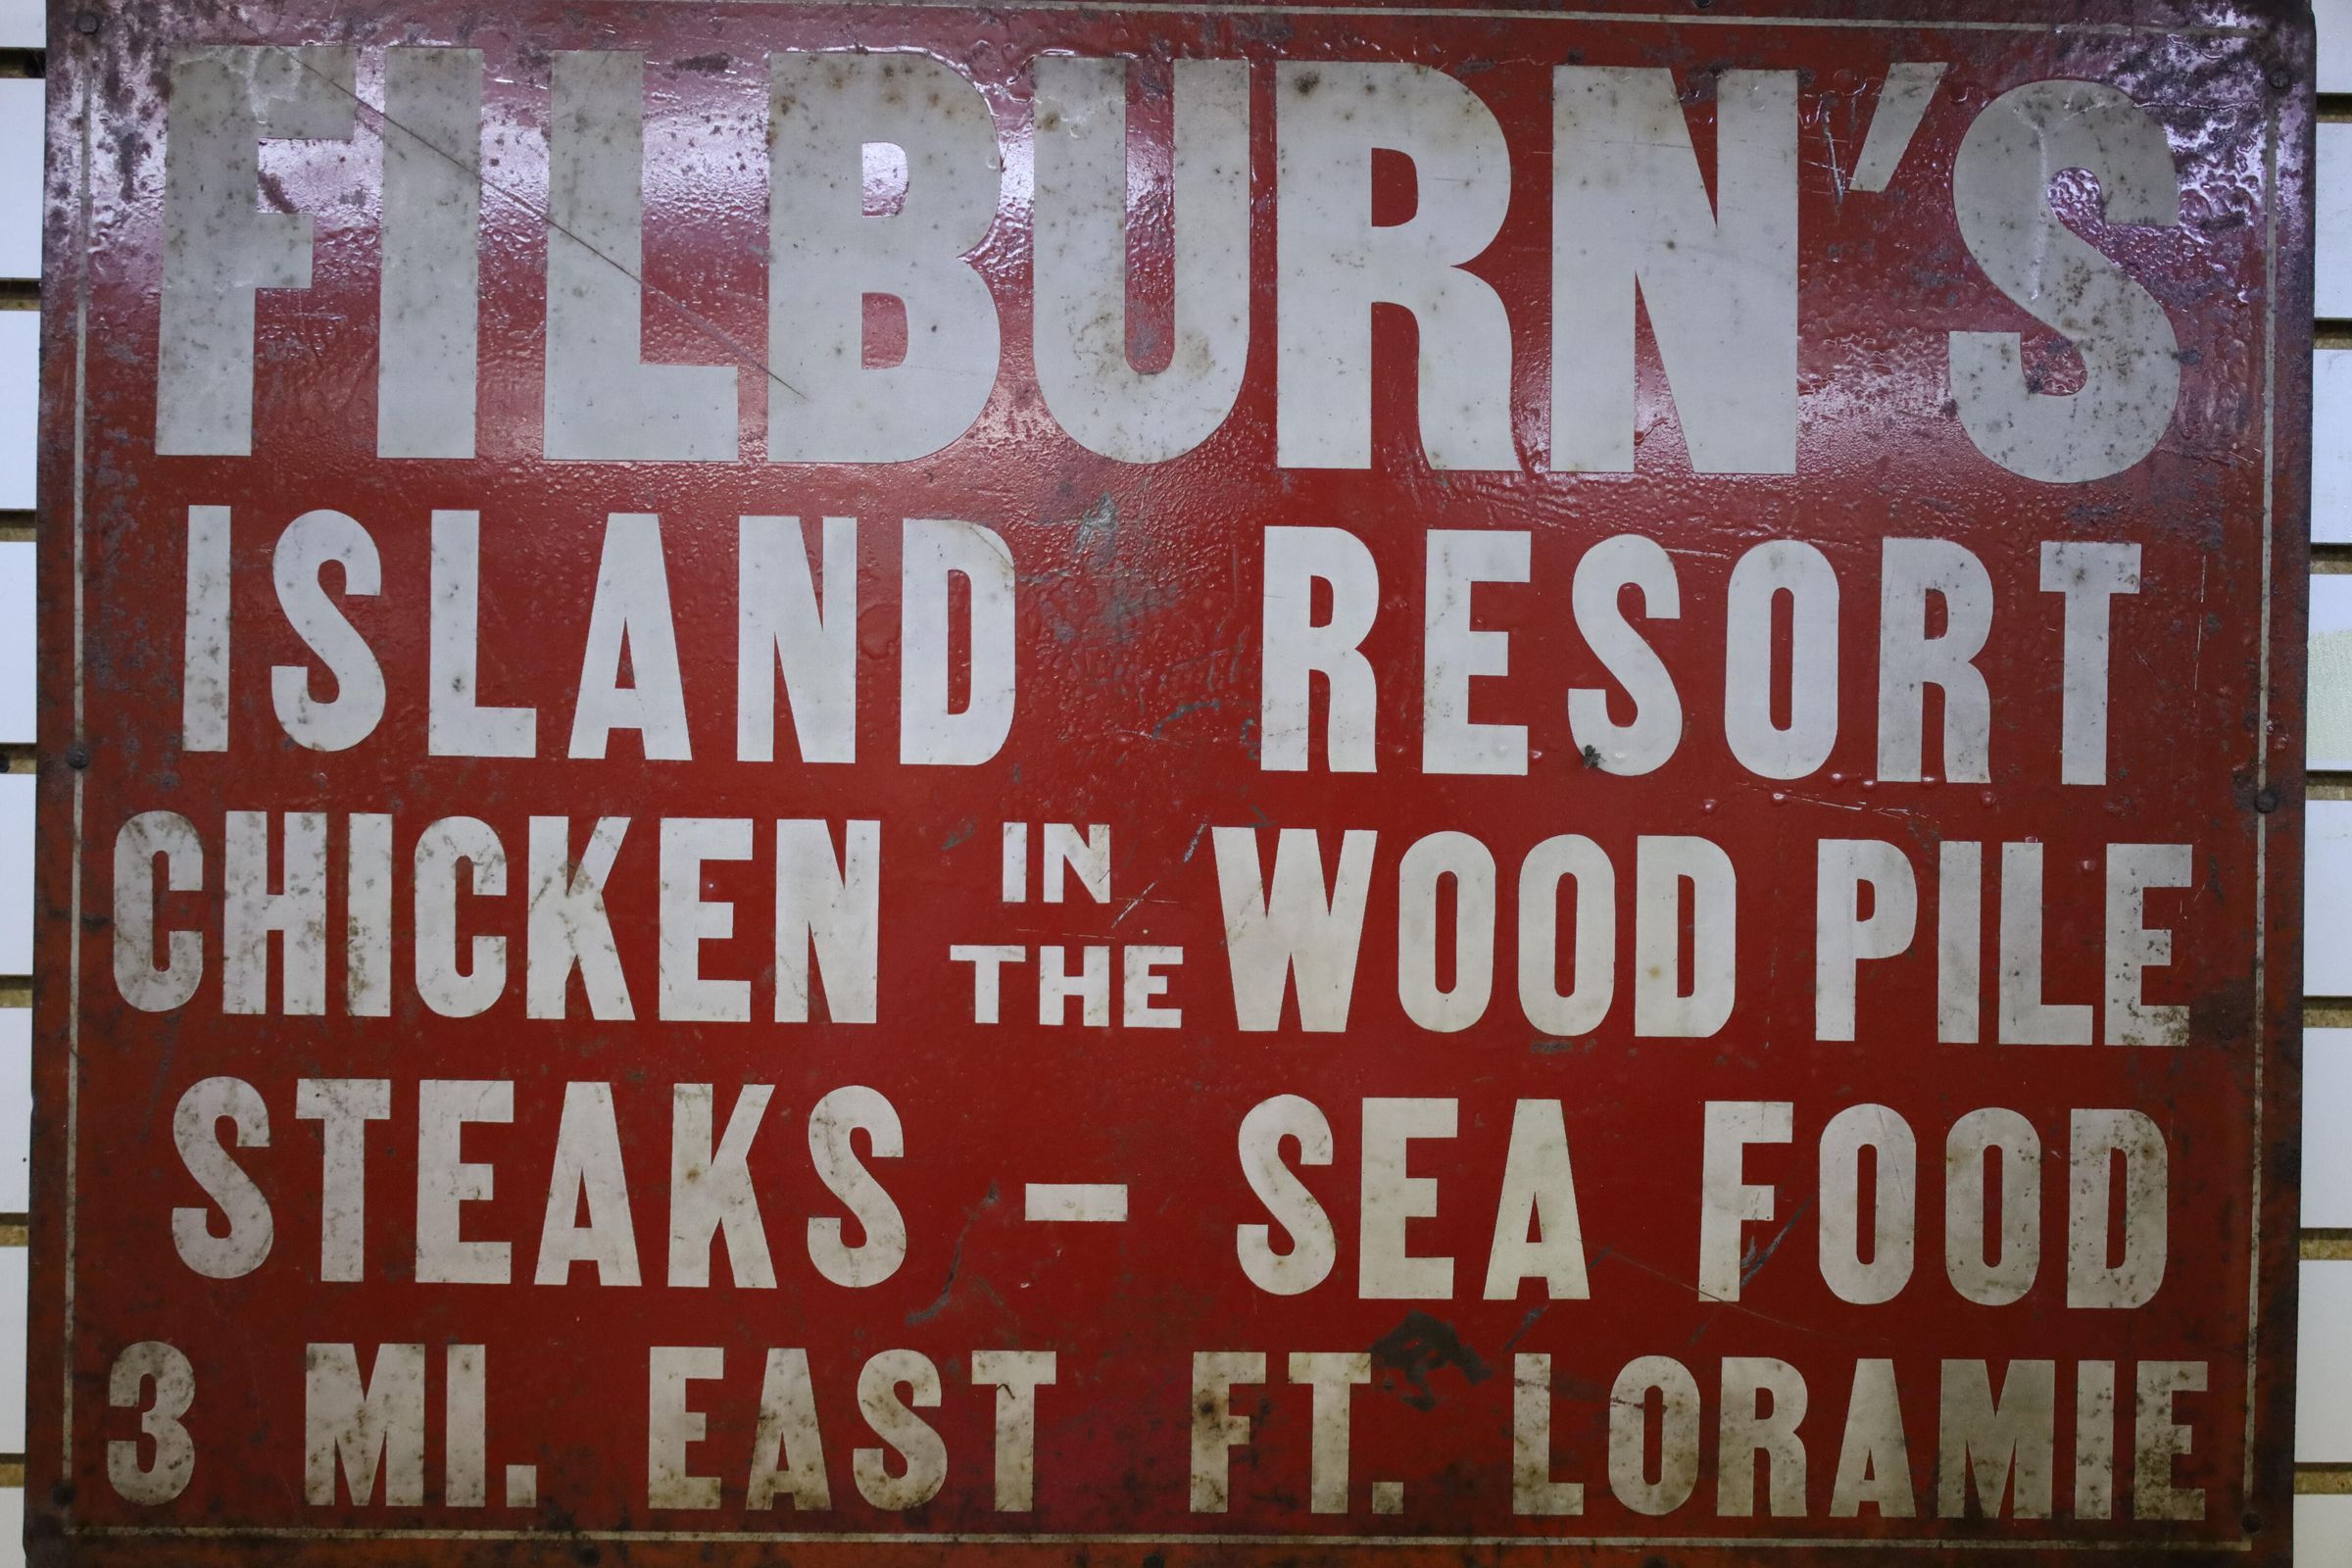 FILBURN'S
ISLAND RESORT
CHICKEN IN THE WOOD PILE
STEAKS - SEA FOOD
3 MI. EAST FT. LORAMIE